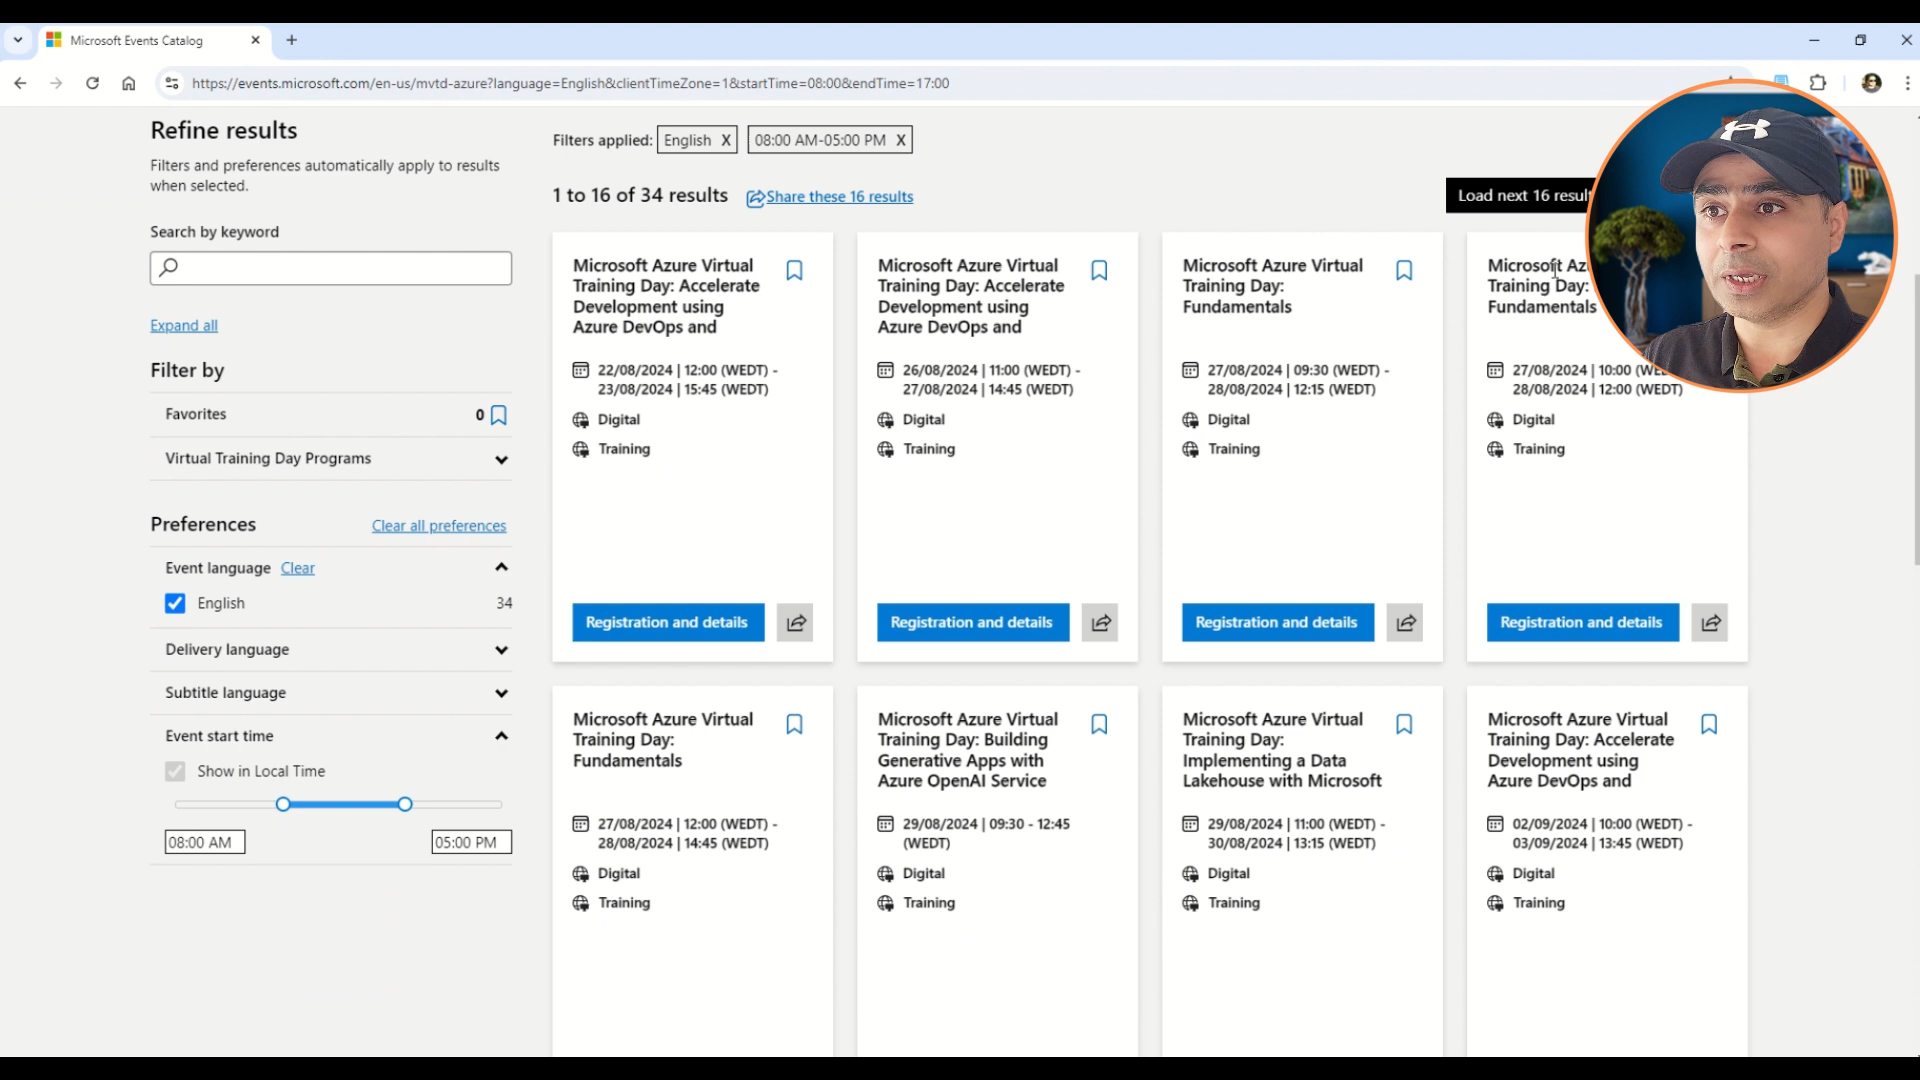 Microsoft Events Catalog
https://events.microsoft.com/en-us/mvtd-azure?language=English&clientTimeZone=1&startTime=08:00&endTime=17:00
Refine results
Filters and preferences automatically apply to results
when selected.
Search by keyword
Expand all
Filter by
Favorites 0
Virtual Training Day Programs
Preferences Clear all preferences
Event language Clear
English 34
Delivery language
Subtitle language
Event start time
Show in Local Time
08:00 AM 05:00 PM
Filters applied: English X 08:00 AM-05:00 PM X
1 to 16 of 34 results Share these 16 results
Load next 16
Microsoft Azure Virtual
Training Day: Accelerate
Development using
Azure DevOps and
22/08/2024 | 12:00 (WEDT) -
23/08/2024 | 15:45 (WEDT)
Digital
Training
Registration and details
Microsoft Azure Virtual
Training Day: Accelerate
Development using
Azure DevOps and
26/08/2024 | 11:00 (WEDT) -
27/08/2024 | 14:45 (WEDT)
Digital
Training
Registration and details
Microsoft Azure Virtual
Training Day:
Fundamentals
27/08/2024 | 09:30 (WEDT) -
28/08/2024 | 12:15 (WEDT)
Digital
Training
Registration and details
Microsoft
Training Day:
Fundamentals
27/08/2024 | 10:00
28/08/2024 | 12:00 (WEDT)
Digital
Training
Registration and details
Microsoft Azure Virtual
Training Day:
Fundamentals
27/08/2024 | 12:00 (WEDT) -
28/08/2024 | 14:45 (WEDT)
Digital
Training
Microsoft Azure Virtual
Training Day: Building
Generative Apps with
Azure OpenAI Service
29/08/2024 | 09:30 - 12:45
(WEDT)
Digital
Training
Microsoft Azure Virtual
Training Day:
Implementing a Data
Lakehouse with Microsoft
29/08/2024 | 11:00 (WEDT) -
30/08/2024 | 13:15 (WEDT)
Digital
Training
Microsoft Azure Virtual
Training Day: Accelerate
Development using
Azure DevOps and
02/09/2024 | 10:00 (WEDT) -
03/09/2024 | 13:45 (WEDT)
Digital
Training